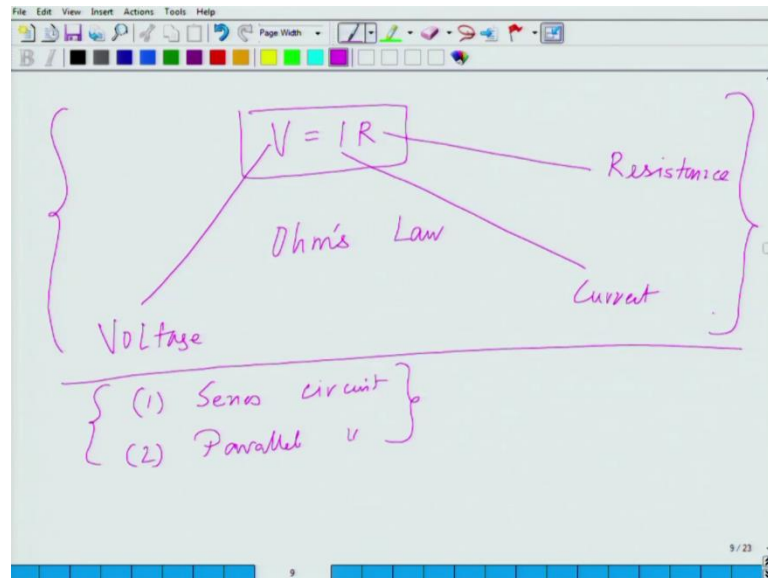 File Edit View Insert Actions Tools Help
Page Width
B I
V = IR
Resistance
Ohm's Law
Current
Voltage
(1) Series circuit
(2) Parallel "
9/23
9